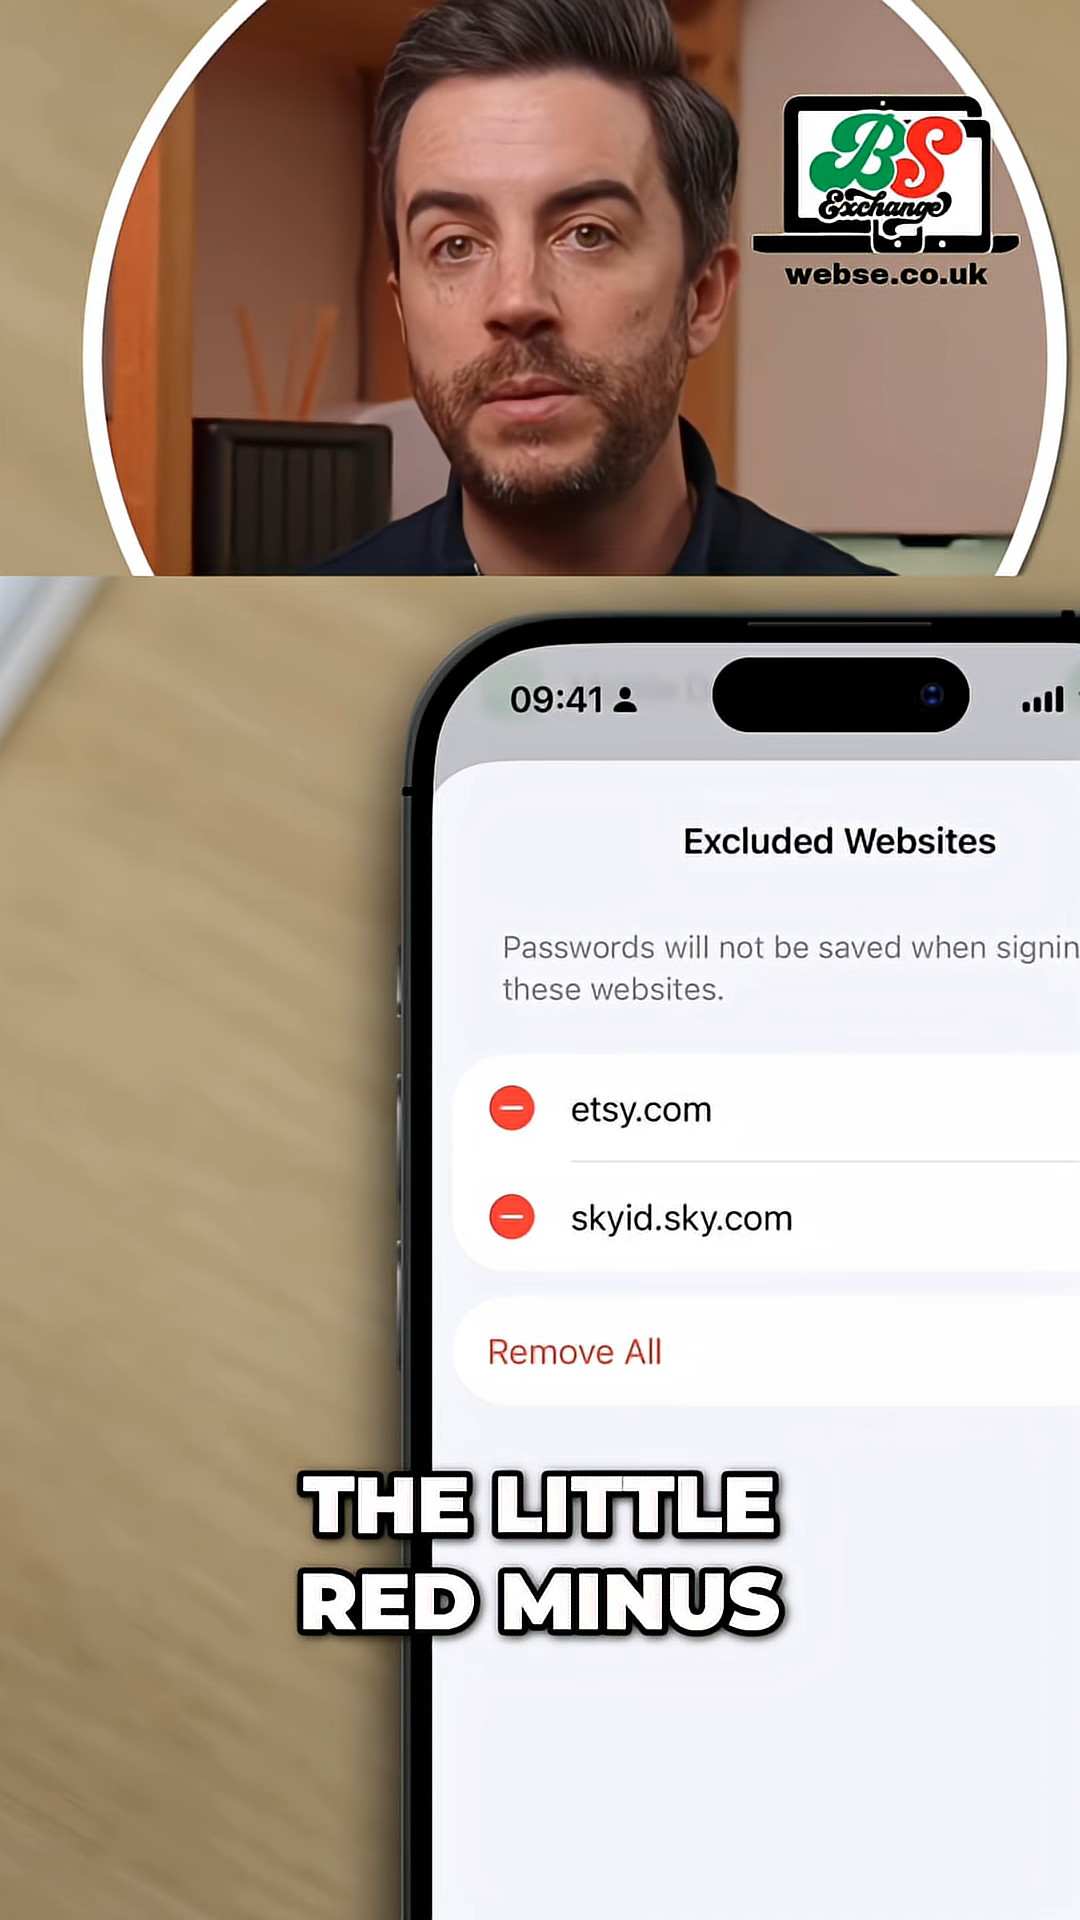 BS
Exchange
webse.co.uk
09:41
Excluded Websites
Passwords will not be saved when signin
these websites.
etsy.com
skyid.sky.com
Remove All
THE LITTLE
RED MINUS